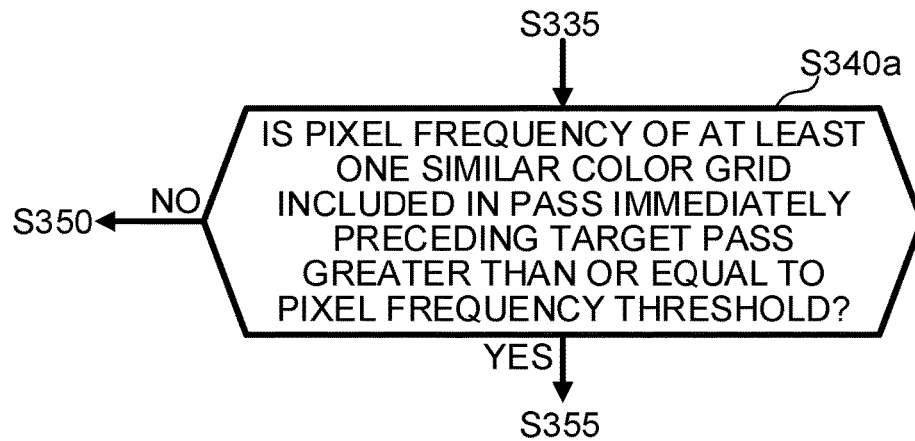 S335
S340a
IS PIXEL FREQUENCY OF AT LEAST
ONE SIMILAR COLOR GRID
INCLUDED IN PASS IMMEDIATELY
PRECEDING TARGET PASS
GREATER THAN OR EQUAL TO
PIXEL FREQUENCY THRESHOLD?
NO
S350
YES
S355